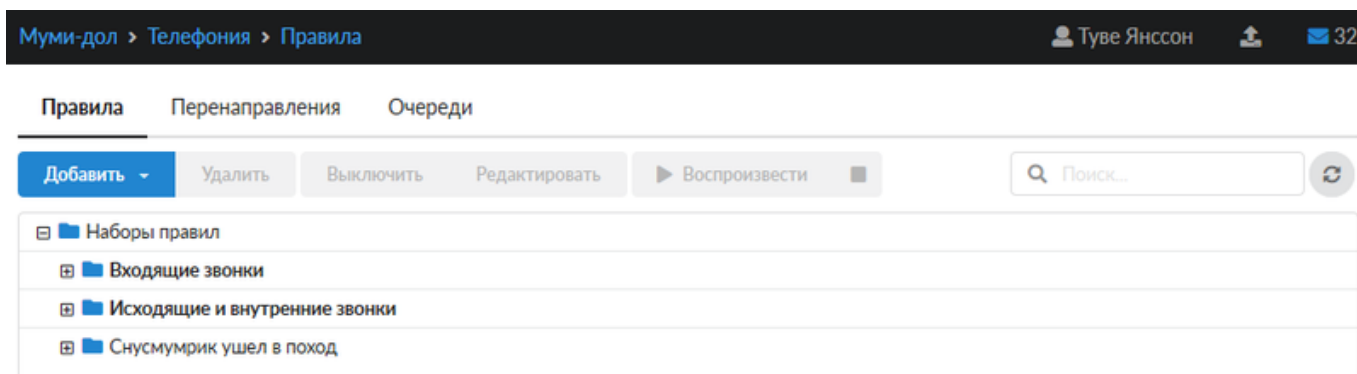 Муми-дол > Телефония > Правила Туве Янссон 32
Правила Перенаправления Очереди
Добавить Удалить Выключить Редактировать Воспроизвести Поиск...
Наборы правил
Входящие звонки
Исходящие и внутренние звонки
Снусмумрик ушел в поход